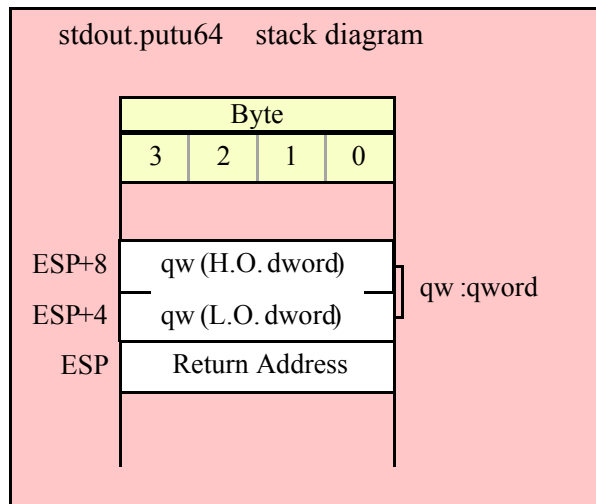 stdout.putu64 stack diagram
Byte
3 2 1 0
ESP+8 qw (H.O. dword)
qw :qword
ESP+4 qw (L.O. dword)
ESP Return Address